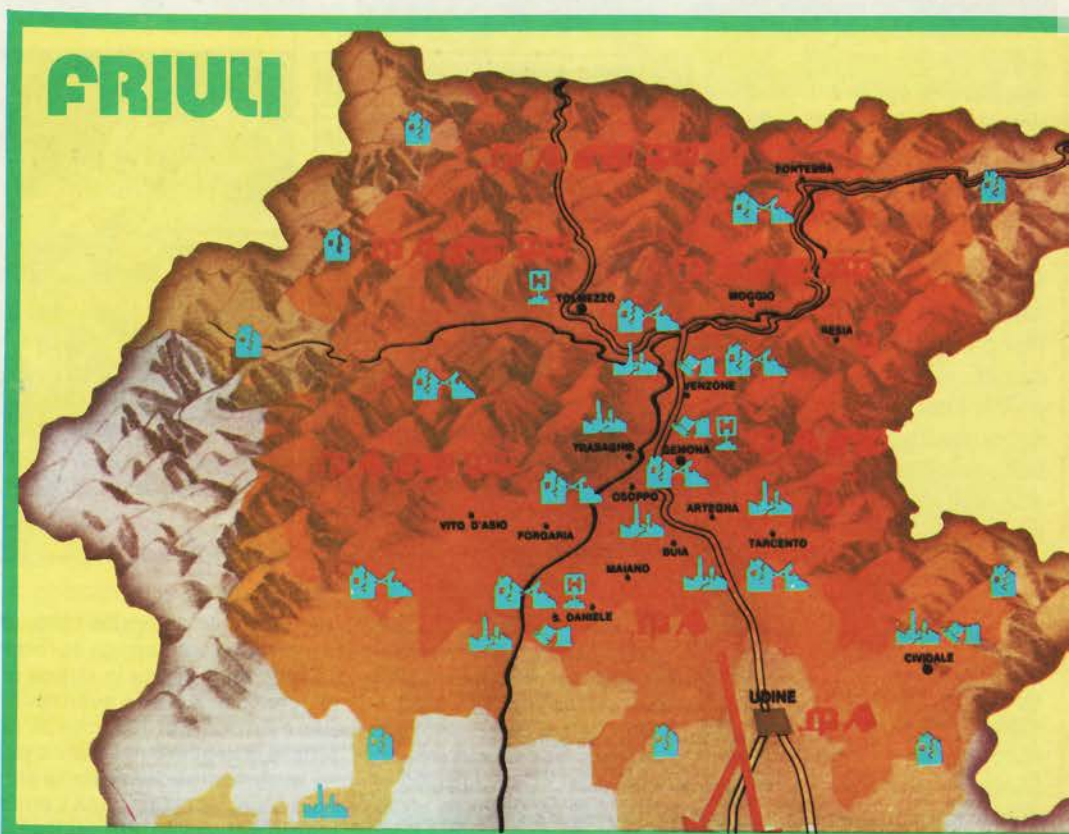 FRIULI
PONTEBBA
TOLMEZZO
MOGGIO
RESIA
VENZONE
TRASAGHIS
GEMONA
OSOPPO
ARTEGNA
VITO D'ASIO
FORGARIA
BUIA
TARCENTO
MAIANO
S. DANIELE
CIVIDALE
UDINE
H
H
H